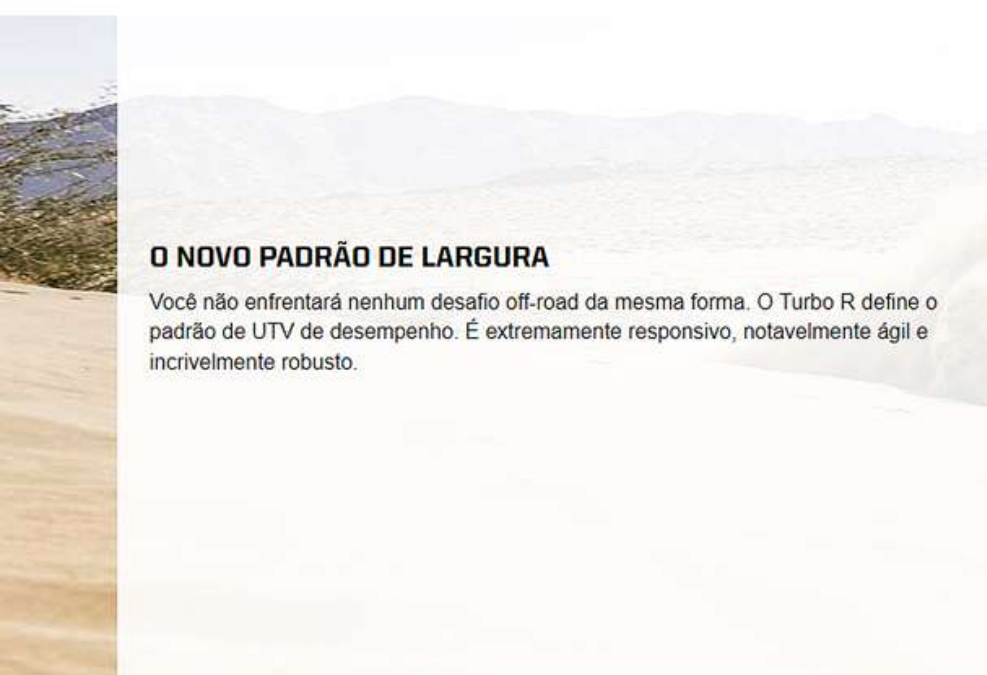 O NOVO PADRÃO DE LARGURA
Você não enfrentará nenhum desafio off-road da mesma forma. O Turbo R define o
padrão de UTV de desempenho. É extremamente responsivo, notavelmente ágil e
incrivelmente robusto.